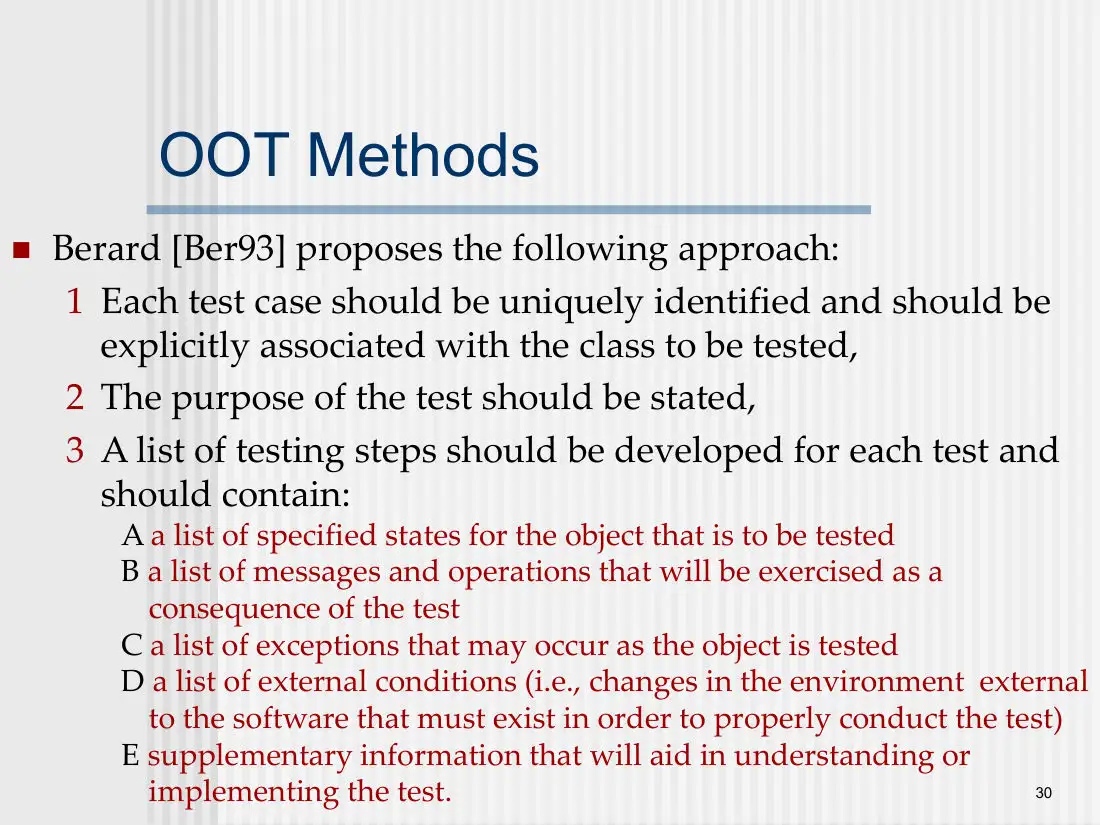 OOT Methods
■ Berard [Ber93] proposes the following approach:
1 Each test case should be uniquely identified and should be
explicitly associated with the class to be tested,
2 The purpose of the test should be stated,
3 A list of testing steps should be developed for each test and
should contain:
A a list of specified states for the object that is to be tested
B a list of messages and operations that will be exercised as a
consequence of the test
C a list of exceptions that may occur as the object is tested
D a list of external conditions (i.e., changes in the environment external
to the software that must exist in order to properly conduct the test)
E supplementary information that will aid in understanding or
implementing the test.
30